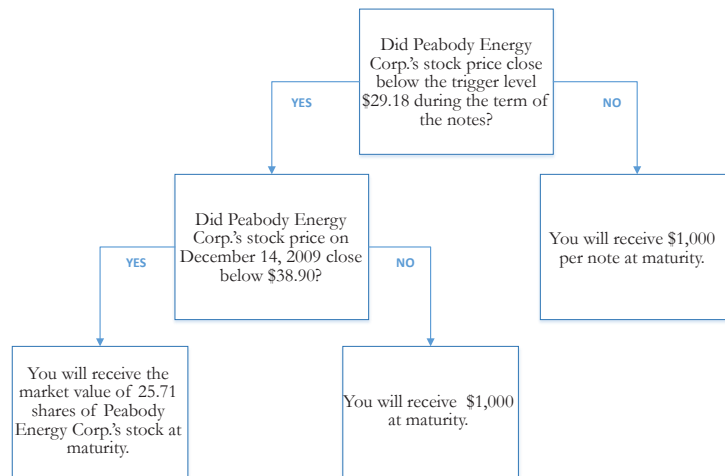 Did Peabody Energy
Corp.'s stock price close
below the trigger level
$29.18 during the term of
the notes?
YES
NO
Did Peabody Energy
Corp.'s stock price on
December 14, 2009 close
below $38.90?
You will receive $1,000
per note at maturity.
YES
NO
You will receive the
market value of 25.71
shares of Peabody
Energy Corp.'s stock at
maturity.
You will receive $1,000
at maturity.